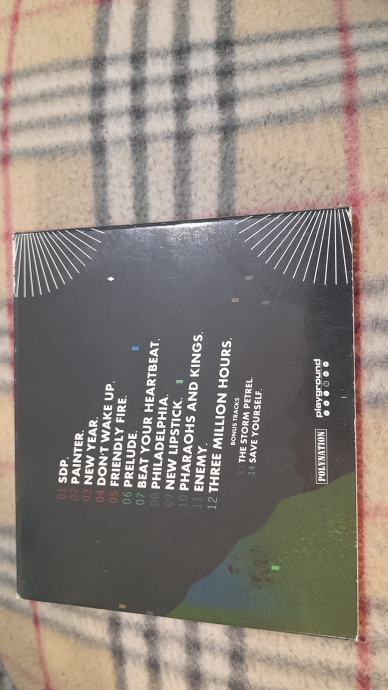 01 SDP.
02 PAINTER.
03 NEW YEAR.
04 DON'T WAKE UP.
05 FRIENDLY FIRE.
06 PRELUDE.
07 BEAT YOUR HEARTBEAT.
08 PHILADELPHIA.
09 NEW LIPSTICK.
10 PHARAOHS AND KINGS.
11 ENEMY.
12 THREE MILLION HOURS.
BONUS TRACKS
13 THE STORM PETREL.
14 SAVE YOURSELF.
POLYNATION
playground